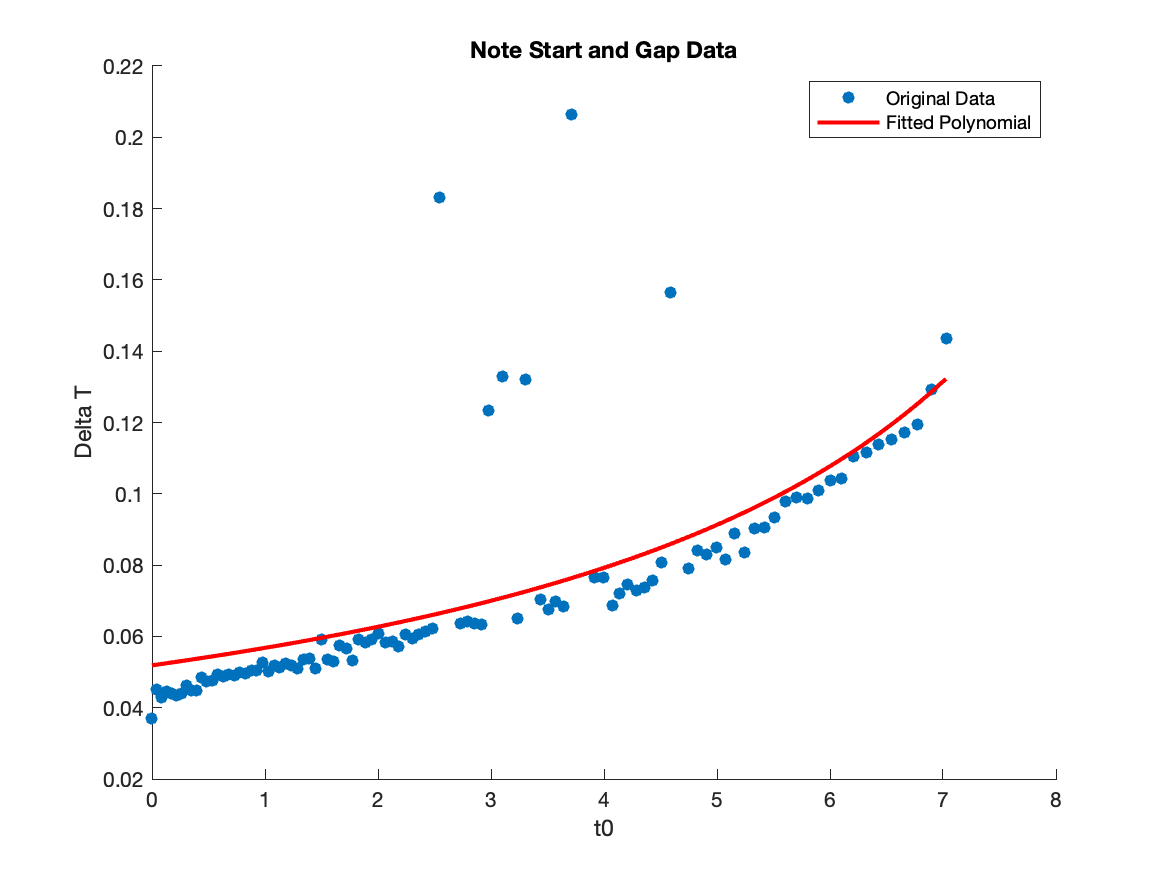 Note Start and Gap Data
0.22
0.2
0.18
0.16
0.14
0.12
0.1
0.08
0.06
0.04
0.02
Delta T
Original Data
Fitted Polynomial
0 1 2 3 4 5 6 7 8
t0